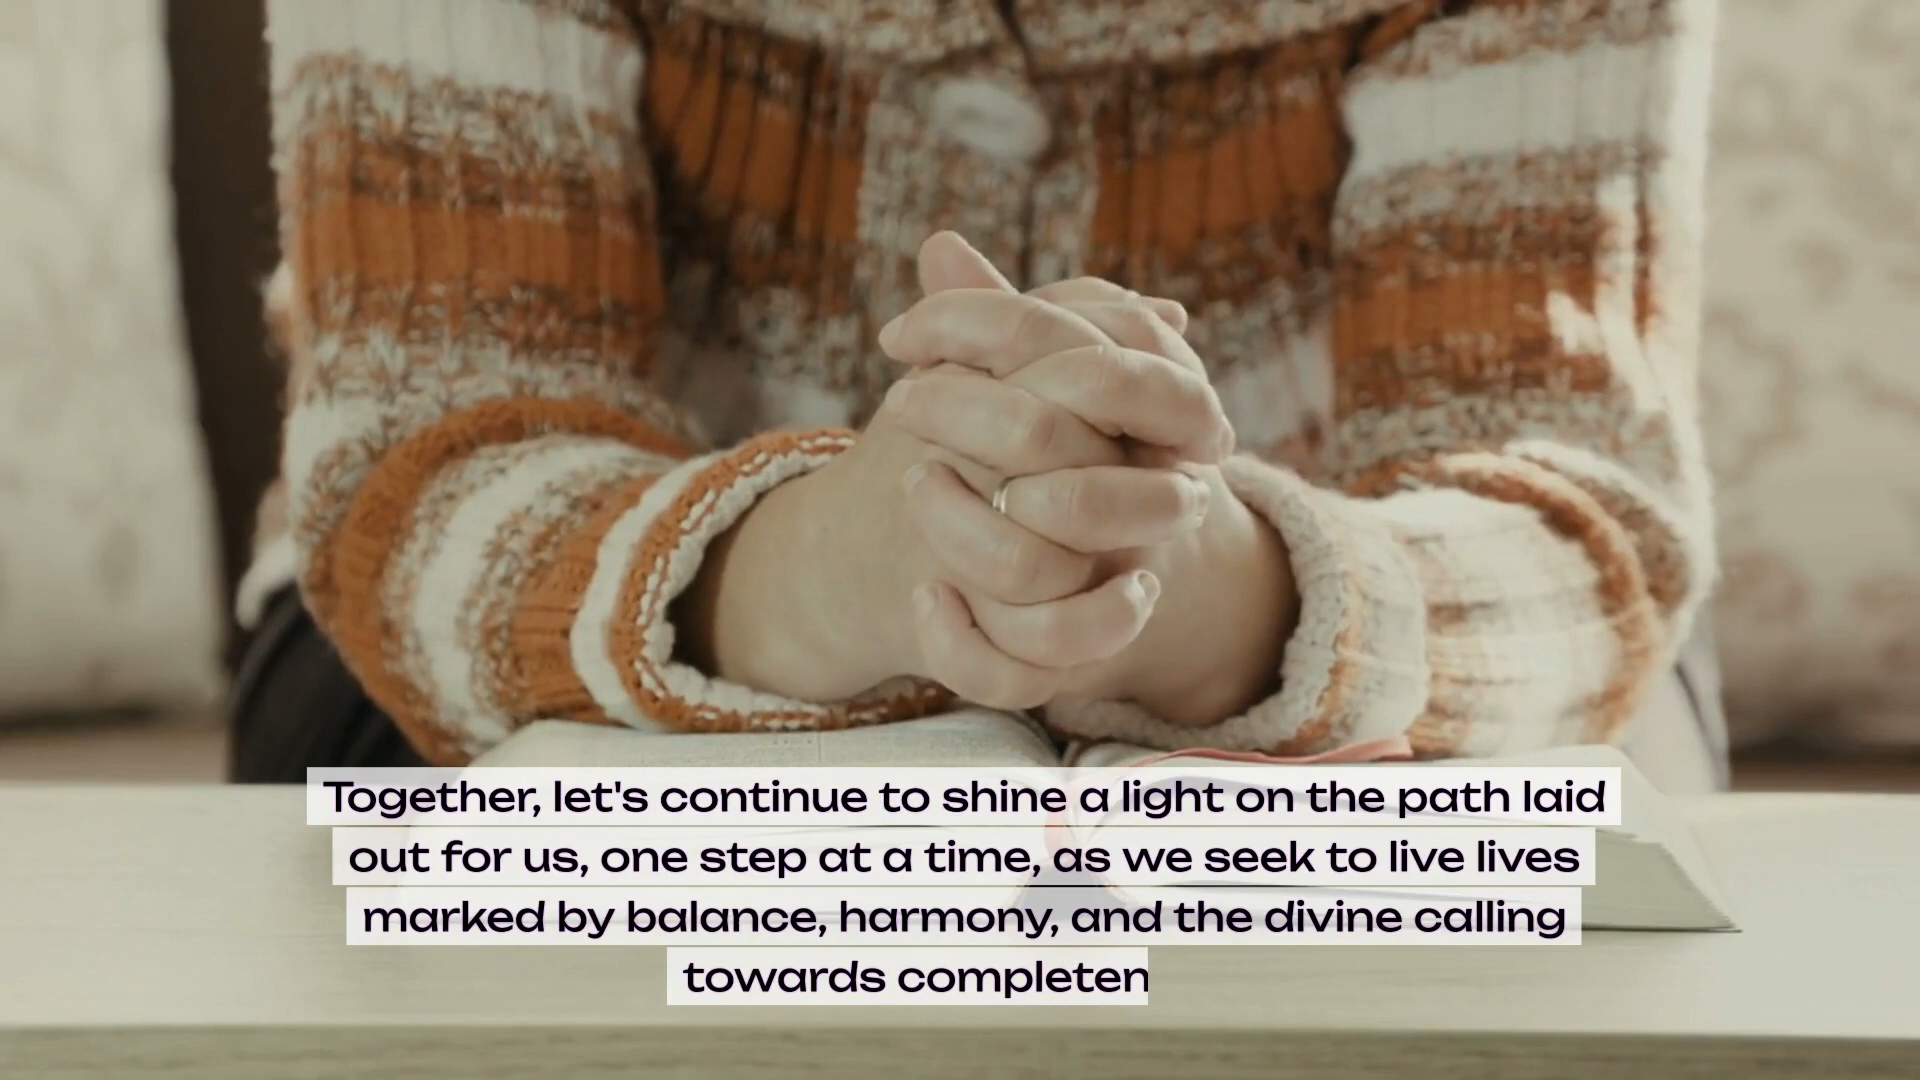 Together, let's continue to shine a light on the path laid
out for us, one step at a time, as we seek to live lives
marked by balance, harmony, and the divine calling
towards completen